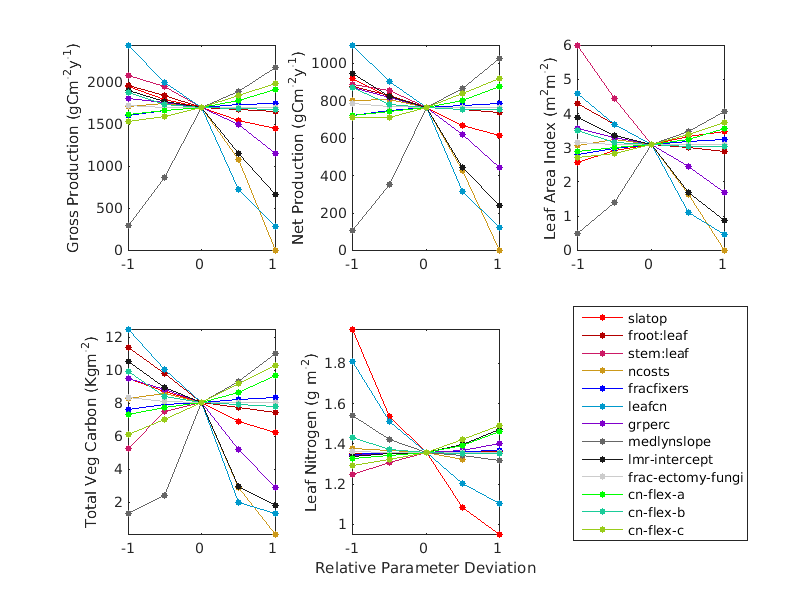 Gross Production (gCm⁻²y⁻¹)
2000
1500
1000
500
0
-1 0 1
Net Production (gCm⁻²y⁻¹)
1000
800
600
400
200
0
-1 0 1
Leaf Area Index (m²m⁻²)
6
5
4
3
2
1
0
-1 0 1
Total Veg Carbon (Kgm⁻²)
12
10
8
6
4
2
-1 0 1
Leaf Nitrogen (g m⁻²)
1.8
1.6
1.4
1.2
1
-1 0 1
Relative Parameter Deviation
slatop
froot:leaf
stem:leaf
ncosts
fracfixers
leafcn
grperc
medlynslope
lmr-intercept
frac-ectomy-fungi
cn-flex-a
cn-flex-b
cn-flex-c